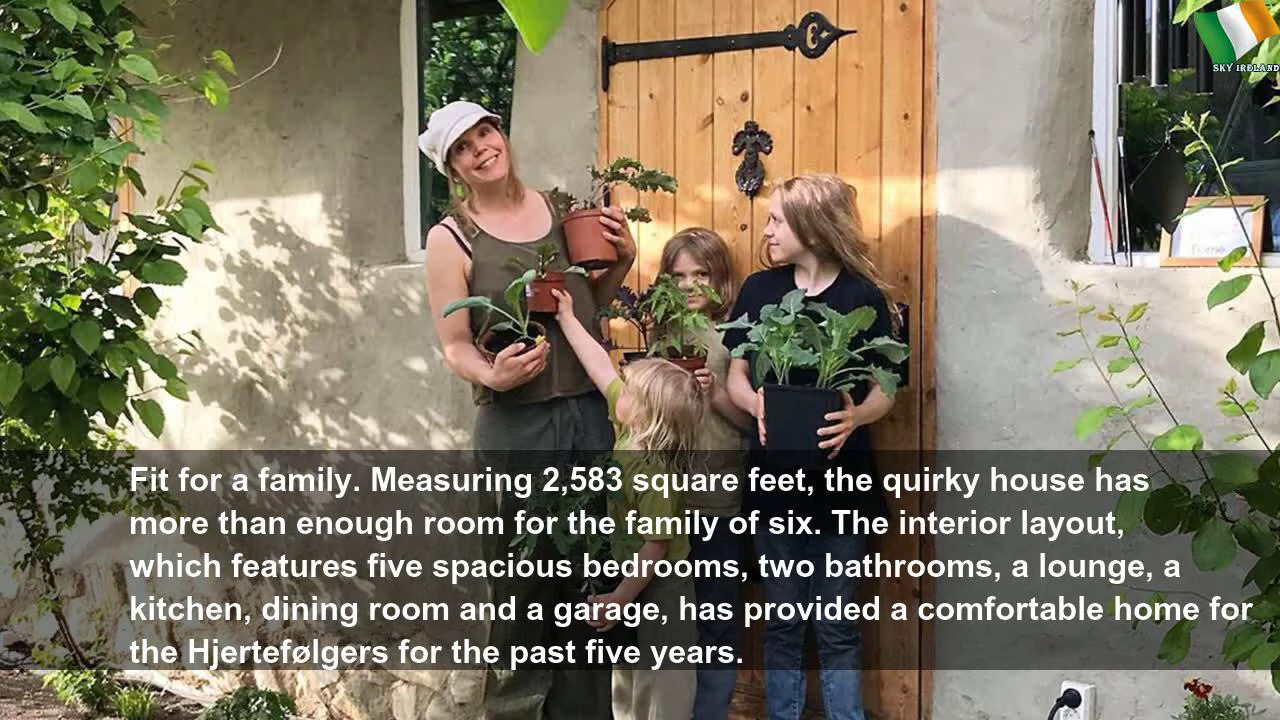 SKY IRELAND
Fit for a family. Measuring 2,583 square feet, the quirky house has
more than enough room for the family of six. The interior layout,
which features five spacious bedrooms, two bathrooms, a lounge, a
kitchen, dining room and a garage, has provided a comfortable home for
the Hjertefølgers for the past five years.